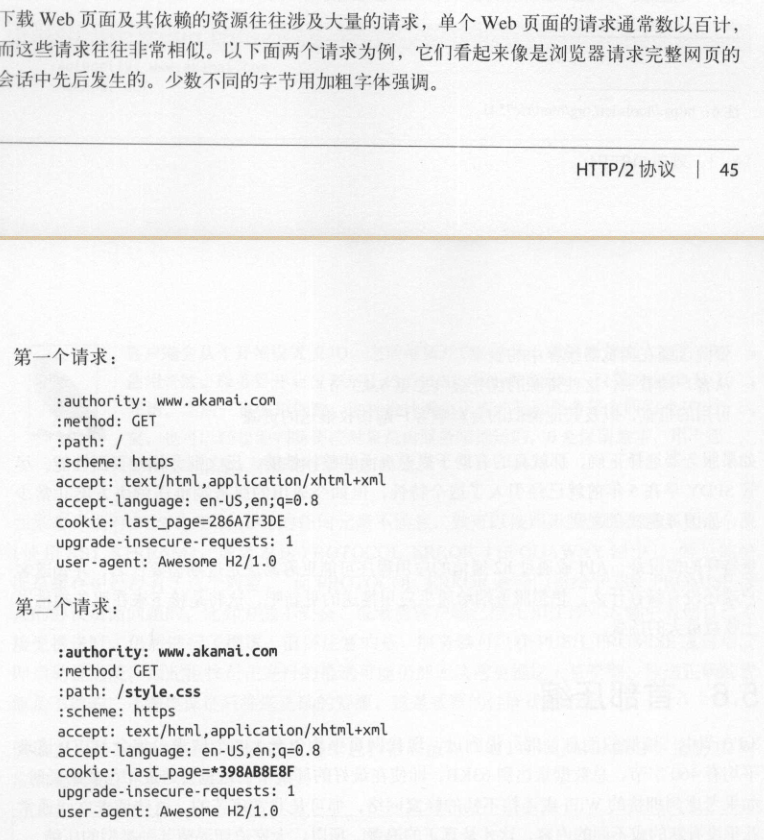 下载 Web 页面及其依赖的资源往往涉及大量的请求，单个 Web 页面的请求通常数以百计，
而这些请求往往非常相似。以下面两个请求为例，它们看起来像是浏览器请求完整网页的
会话中先后发生的。少数不同的字节用加粗字体强调。
HTTP/2 协议 | 45
第一个请求：
:authority: www.akamai.com
:method: GET
:path: /
:scheme: https
accept: text/html,application/xhtml+xml
accept-language: en-US,en;q=0.8
cookie: last_page=286A7F3DE
upgrade-insecure-requests: 1
user-agent: Awesome H2/1.0
第二个请求：
:authority: www.akamai.com
:method: GET
:path: /style.css
:scheme: https
accept: text/html,application/xhtml+xml
accept-language: en-US,en;q=0.8
cookie: last_page=*398AB8E8F
upgrade-insecure-requests: 1
user-agent: Awesome H2/1.0